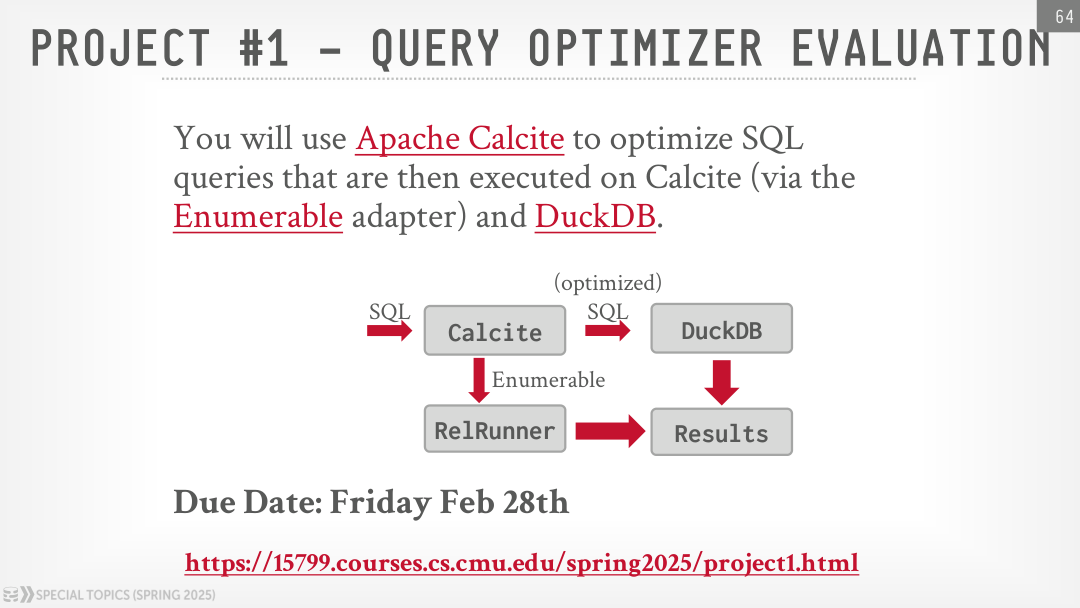 64
PROJECT #1 – QUERY OPTIMIZER EVALUATION
You will use Apache Calcite to optimize SQL
queries that are then executed on Calcite (via the
Enumerable adapter) and DuckDB.
(optimized)
SQL
SQL
Calcite
DuckDB
Enumerable
RelRunner
Results
Due Date: Friday Feb 28th
https://15799.courses.cs.cmu.edu/spring2025/project1.html
SPECIAL TOPICS (SPRING 2025)